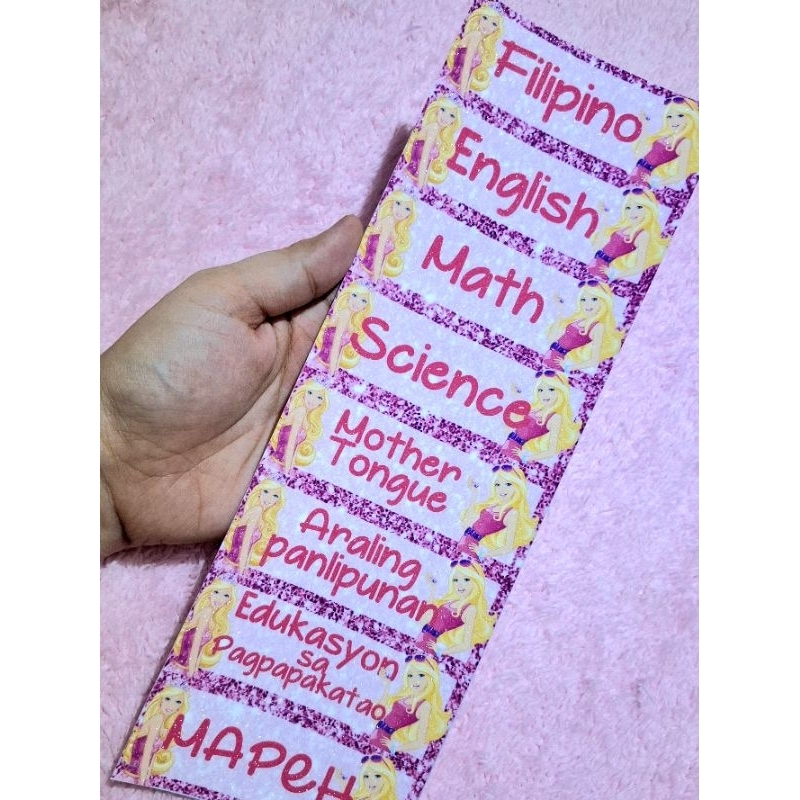 Filipino
English
Math
Science
Mother
Tongue
Araling
panlipunan
Edukasyon
sa
Pagpapakatao
MAPeH